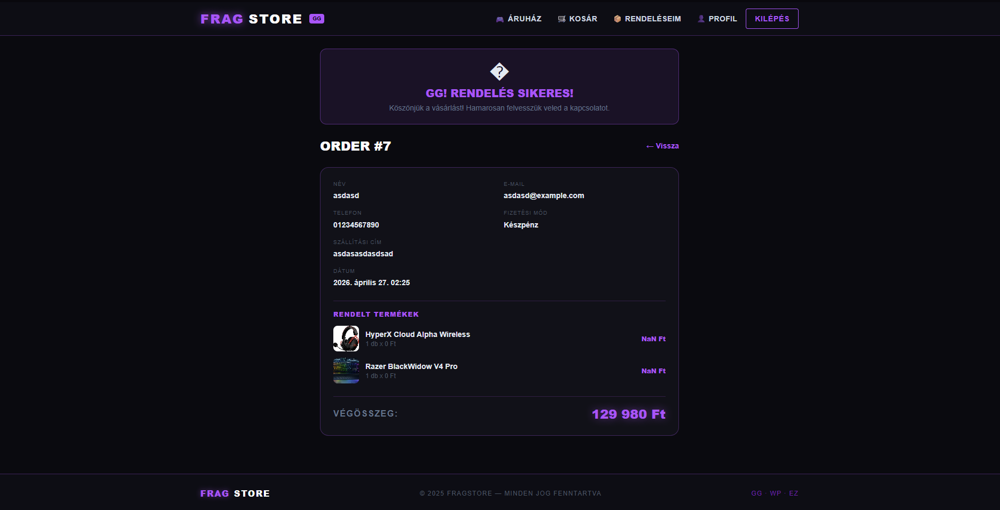 FRAG STORE GG
🎮 ÁRUHÁZ 🛒 KOSÁR 📦 RENDELÉSEIM 👤 PROFIL KILÉPÉS
�
GG! RENDELÉS SIKERES!
Köszönjük a vásárlást! Hamarosan felvesszük veled a kapcsolatot.
ORDER #7
← Vissza
NÉV
asdasd
E-MAIL
asdasd@example.com
TELEFON
01234567890
FIZETÉSI MÓD
Készpénz
SZÁLLÍTÁSI CÍM
asdasasdasdsad
DÁTUM
2026. április 27. 02:25
RENDELT TERMÉKEK
HyperX Cloud Alpha Wireless
1 db x 0 Ft
NaN Ft
Razer BlackWidow V4 Pro
1 db x 0 Ft
NaN Ft
VÉGÖSSZEG:
129 980 Ft
FRAG STORE
© 2025 FRAGSTORE — MINDEN JOG FENNTARTVA
GG · WP · EZ